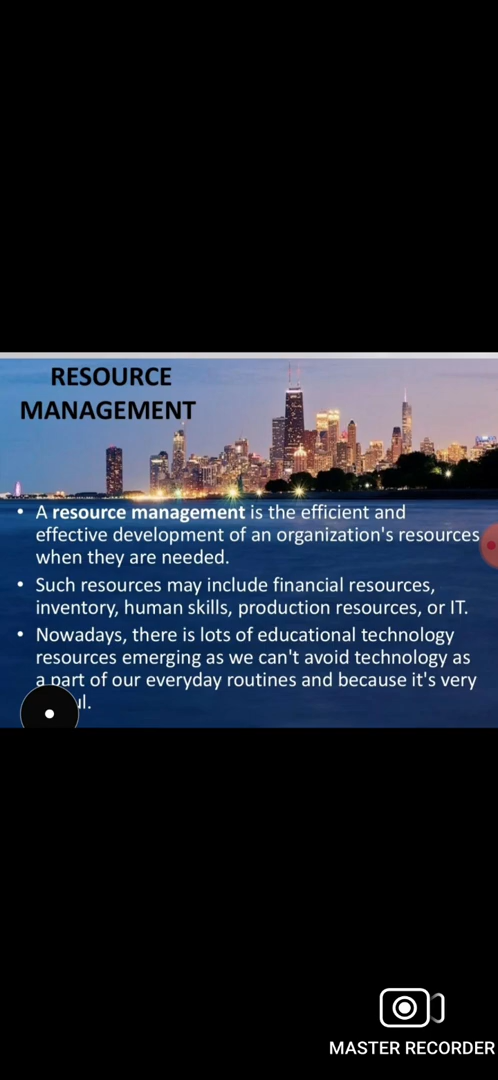 RESOURCE
MANAGEMENT
• A resource management is the efficient and
effective development of an organization's resources
when they are needed.
• Such resources may include financial resources,
inventory, human skills, production resources, or IT.
• Nowadays, there is lots of educational technology
resources emerging as we can't avoid technology as
a part of our everyday routines and because it's very
MASTER RECORDER